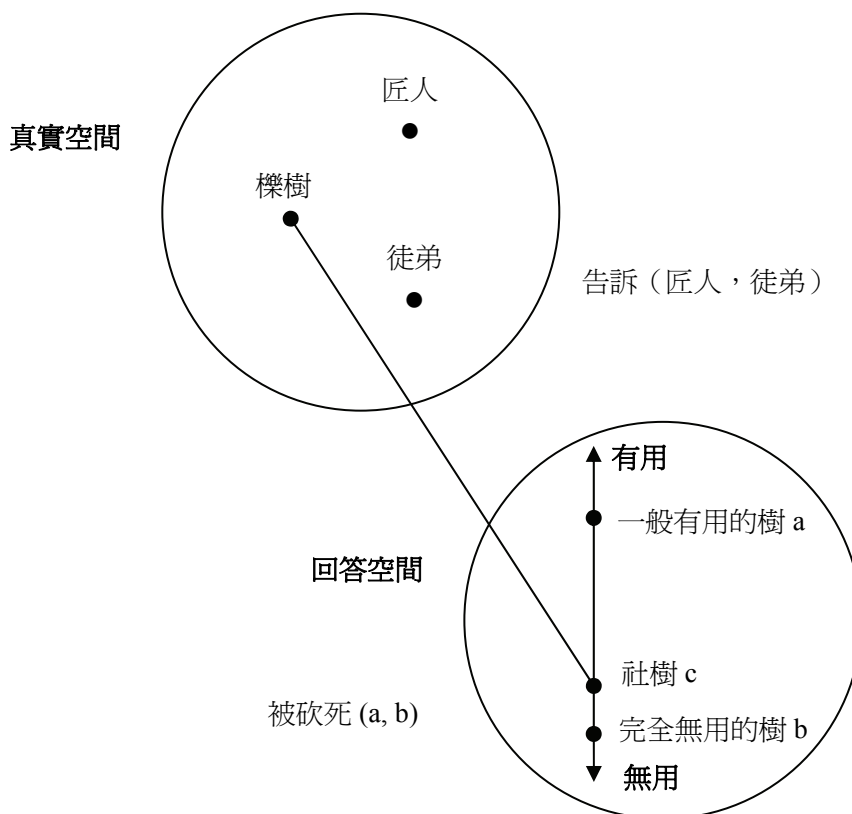 匠人
真實空間
櫟樹
徒弟
告訴（匠人，徒弟）
有用
一般有用的樹 a
回答空間
社樹 c
被砍死 (a, b)
完全無用的樹 b
無用